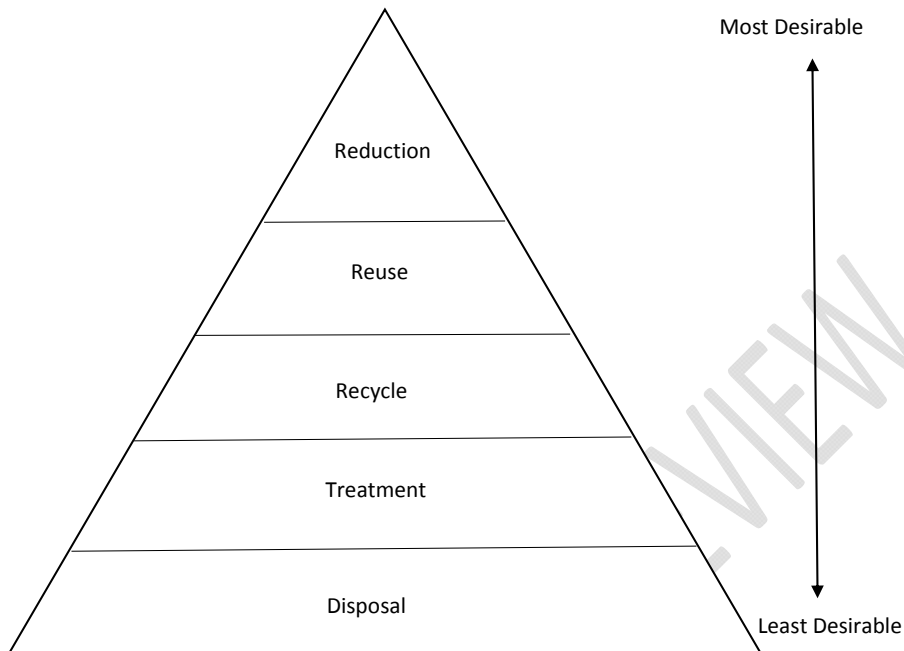 Most Desirable
Reduction
Reuse
Recycle
Treatment
Disposal
Least Desirable